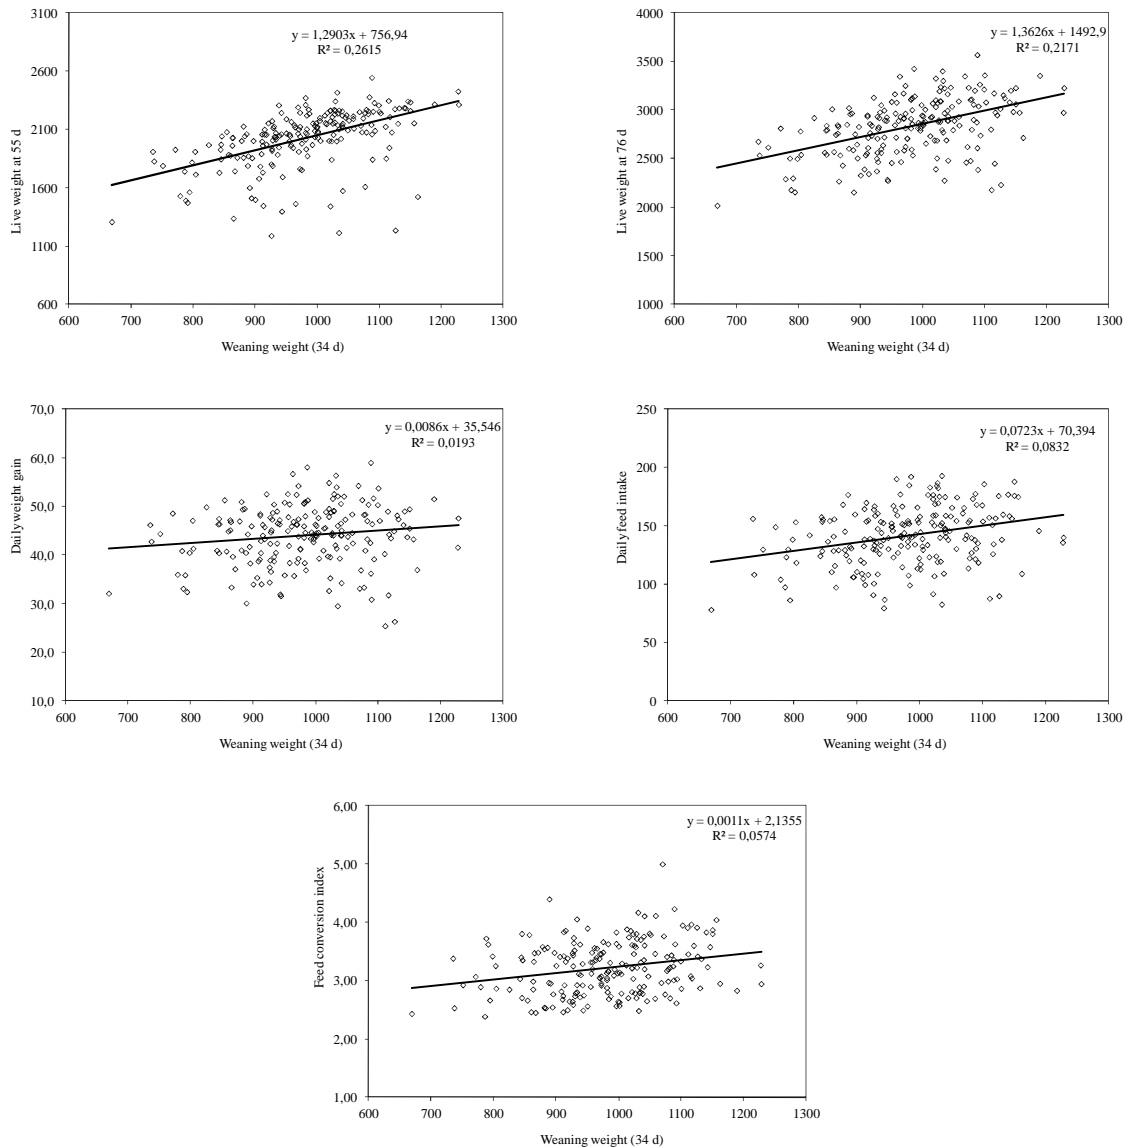 y = 1,2903x + 756,94
R² = 0,2615
3100
2600
2100
1600
1100
600
600 700 800 900 1000 1100 1200 1300
Live weight at 55 d
Weaning weight (34 d)
y = 1,3626x + 1492,9
R² = 0,2171
4000
3500
3000
2500
2000
1500
1000
600 700 800 900 1000 1100 1200 1300
Live weight at 76 d
Weaning weight (34 d)
y = 0,0086x + 35,546
R² = 0,0193
70,0
60,0
50,0
40,0
30,0
20,0
10,0
600 700 800 900 1000 1100 1200 1300
Daily weight gain
Weaning weight (34 d)
y = 0,0723x + 70,394
R² = 0,0832
250
200
150
100
50
0
600 700 800 900 1000 1100 1200 1300
Daily feed intake
Weaning weight (34 d)
y = 0,0011x + 2,1355
R² = 0,0574
6,00
5,00
4,00
3,00
2,00
1,00
600 700 800 900 1000 1100 1200 1300
Feed conversion index
Weaning weight (34 d)